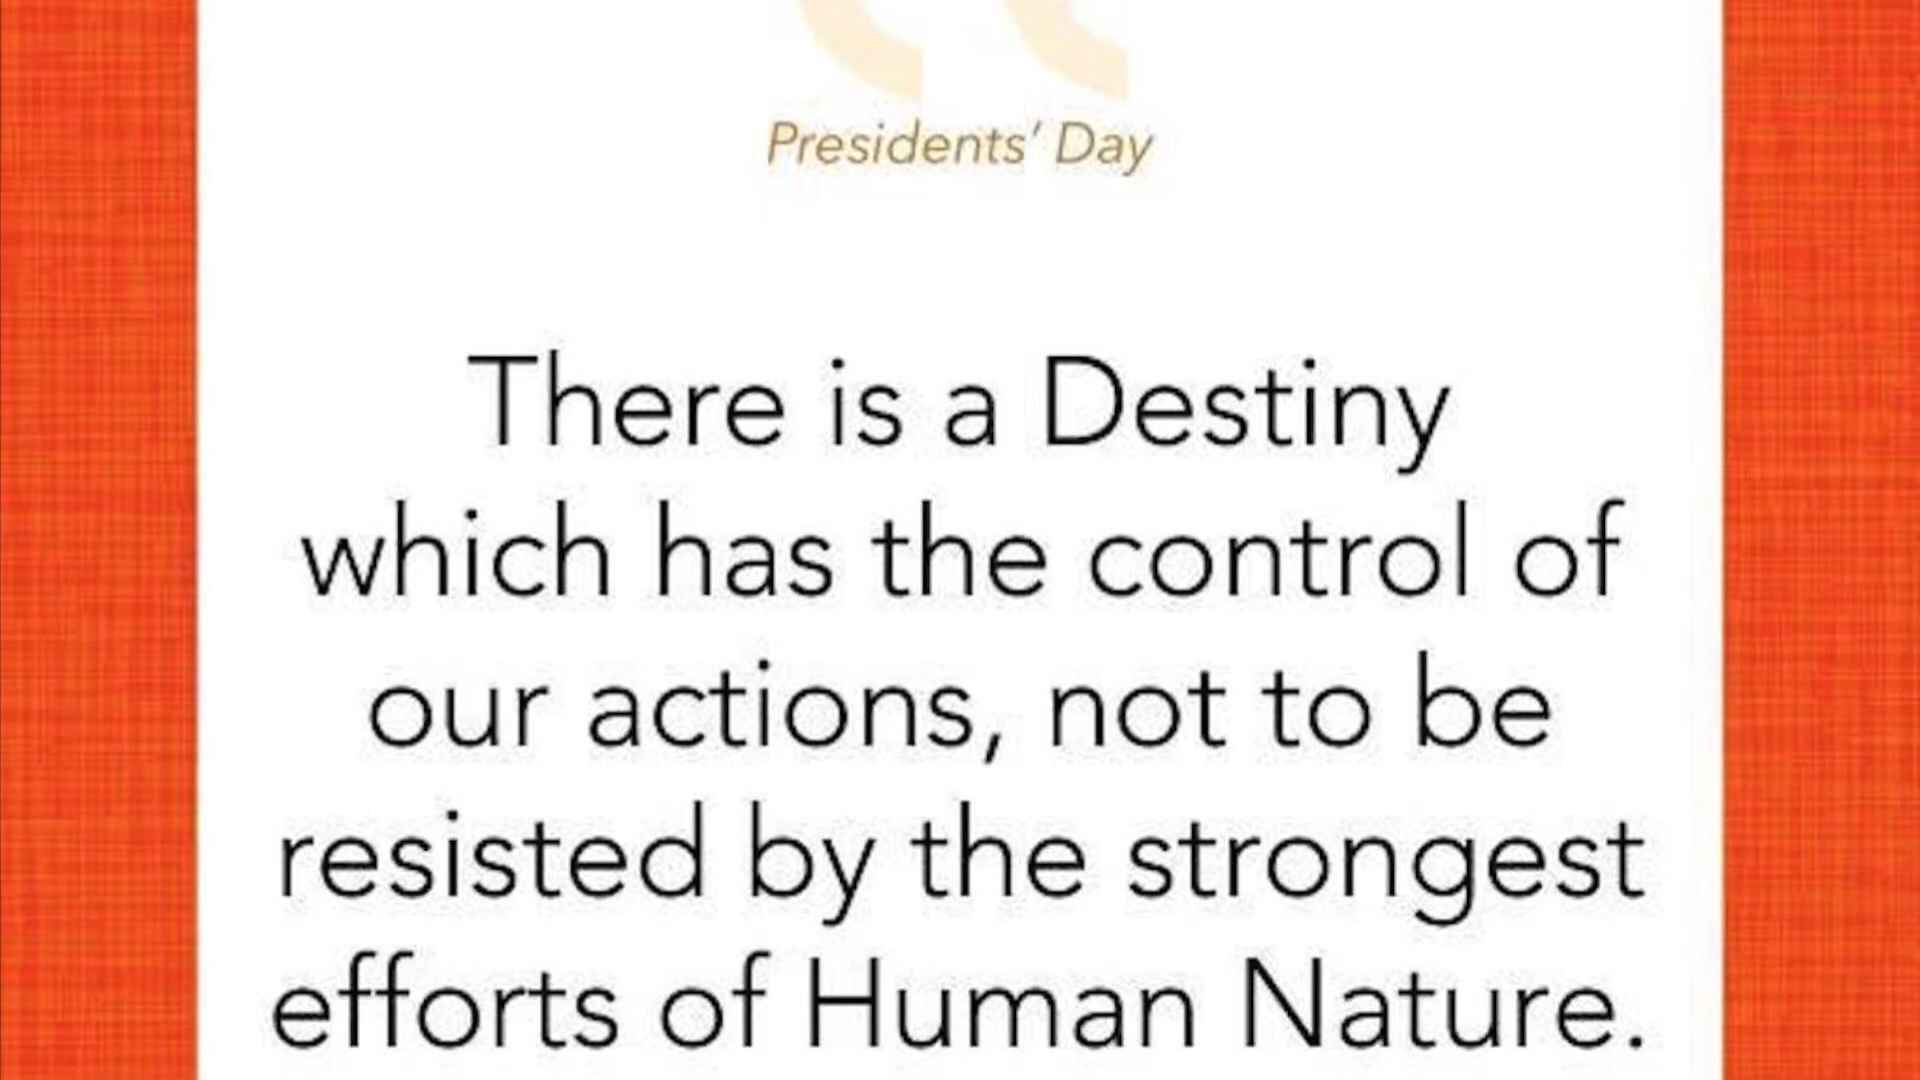 Presidents’ Day
There is a Destiny
which has the control of
our actions, not to be
resisted by the strongest
efforts of Human Nature.